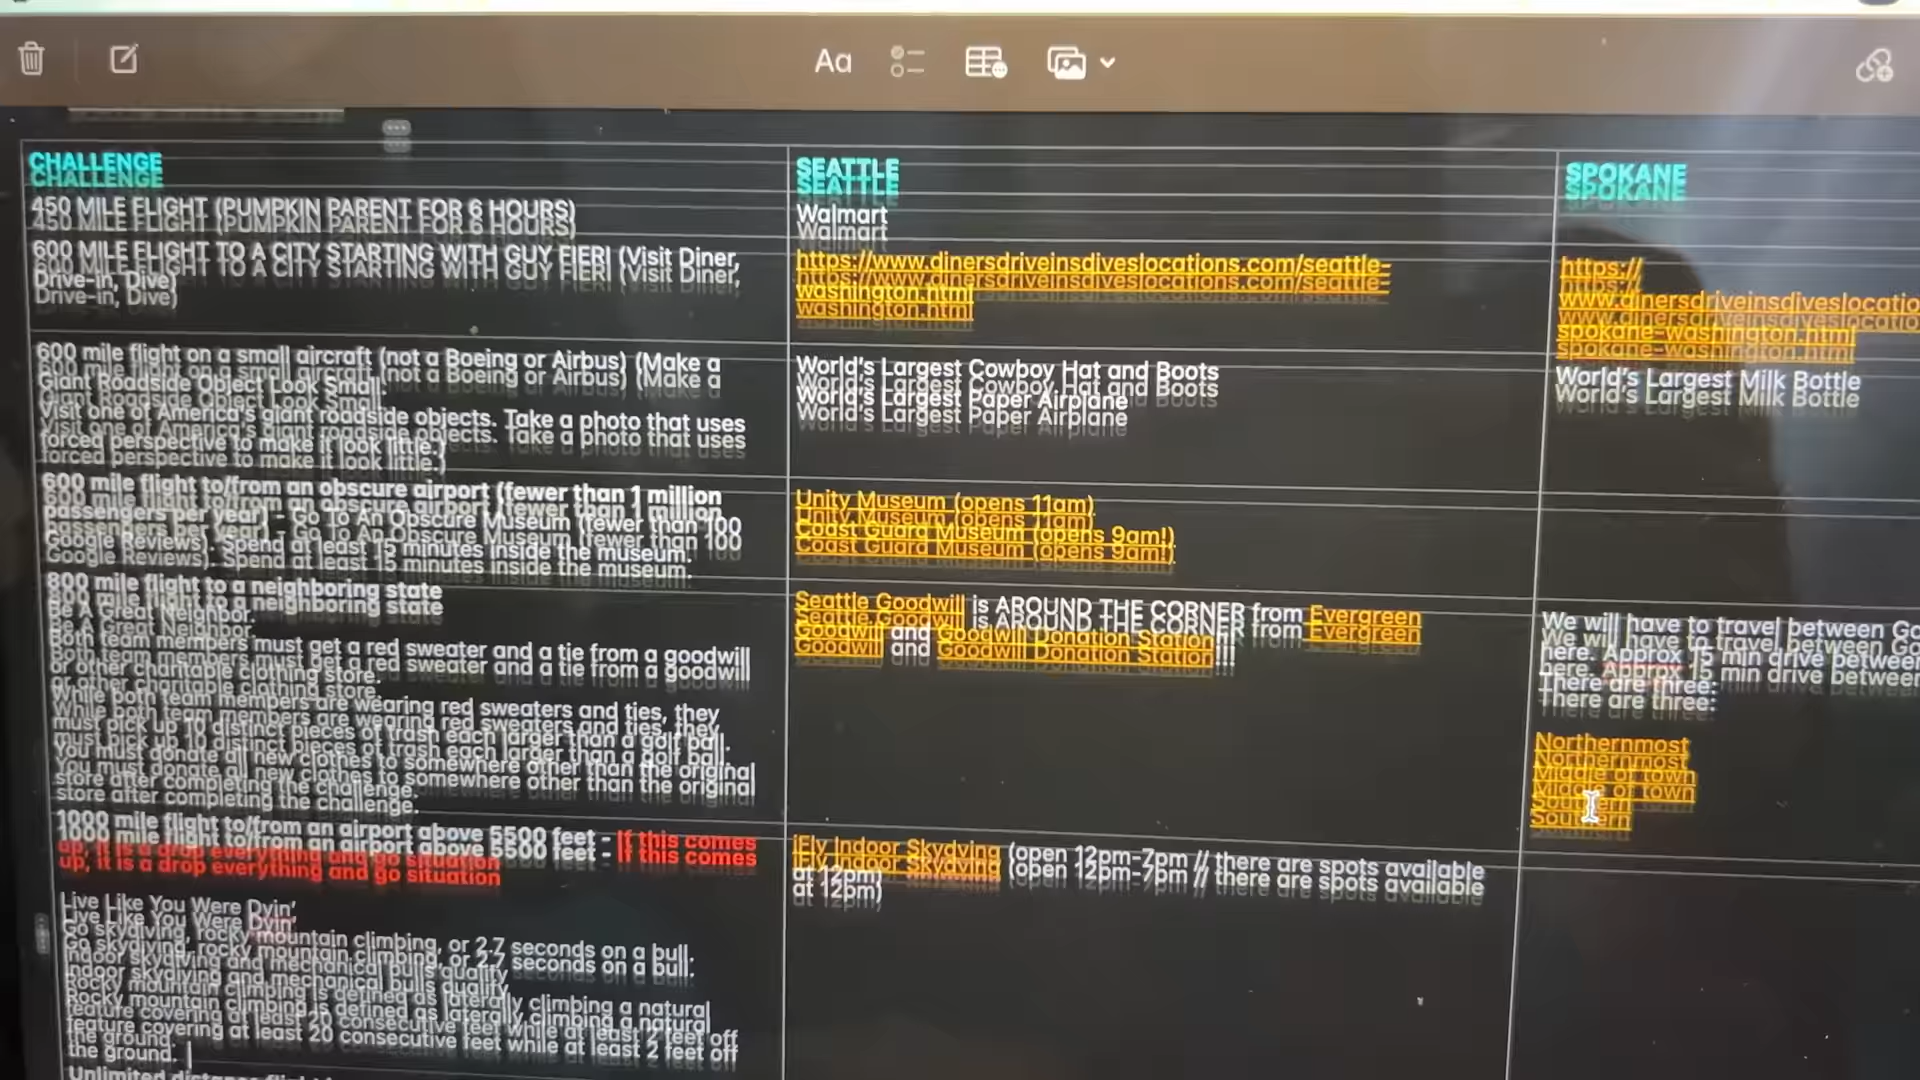 Aa
CHALLENGE
SEATTLE
SPOKANE
450 MILE FLIGHT (PUMPKIN PARENT FOR 6 HOURS)
Walmart
600 MILE FLIGHT TO A CITY STARTING WITH GUY FIERI (Visit Diner,
Drive-in, Dive)
https://www.dinersdriveinsdiveslocations.com/seattle-
washington.html
https://
www.dinersdriveinsdiveslocatio
spokane-washington.html
600 mile flight on a small aircraft (not a Boeing or Airbus) (Make a
Giant Roadside Object Look Small.
Visit one of America's giant roadside objects. Take a photo that uses
forced perspective to make it look little.)
World's Largest Cowboy Hat and Boots
World's Largest Paper Airplane
World's Largest Milk Bottle
600 mile flight to/from an obscure airport (fewer than 1 million
passengers per year) - Go To An Obscure Museum (fewer than 100
Google Reviews): Spend at least 15 minutes inside the museum.
Unity Museum (opens 11am)
Coast Guard Museum (opens 9am!)
800 mile flight to a neighboring state
Be A Great Neighbor.
Both team members must get a red sweater and a tie from a goodwill
or other charitable clothing store.
While both team members are wearing red sweaters and ties, they
must pick up 10 distinct pieces of trash each larger than a golf ball.
You must donate all new clothes to somewhere other than the original
store after completing the challenge.
Seattle Goodwill is AROUND THE CORNER from Evergreen
Goodwill and Goodwill Donation Station!!!
We will have to travel between Go
here. Approx 15 min drive between
There are three:
Northernmost
Middle of town
Southern
1000 mile flight to/from an airport above 5500 feet - If this comes
up, it is a drop everything and go situation
iFly Indoor Skydving (open 12pm-7pm // there are spots available
at 12pm)
Live Like You Were Dyin'
Go skydiving, rocky mountain climbing, or 2.7 seconds on a bull:
Indoor skydiving and mechanical bulls qualify
Rocky mountain climbing is defined as laterally climbing a natural
feature covering at least 20 consecutive feet while at least 2 feet off
the ground.
Unlimited distance flight